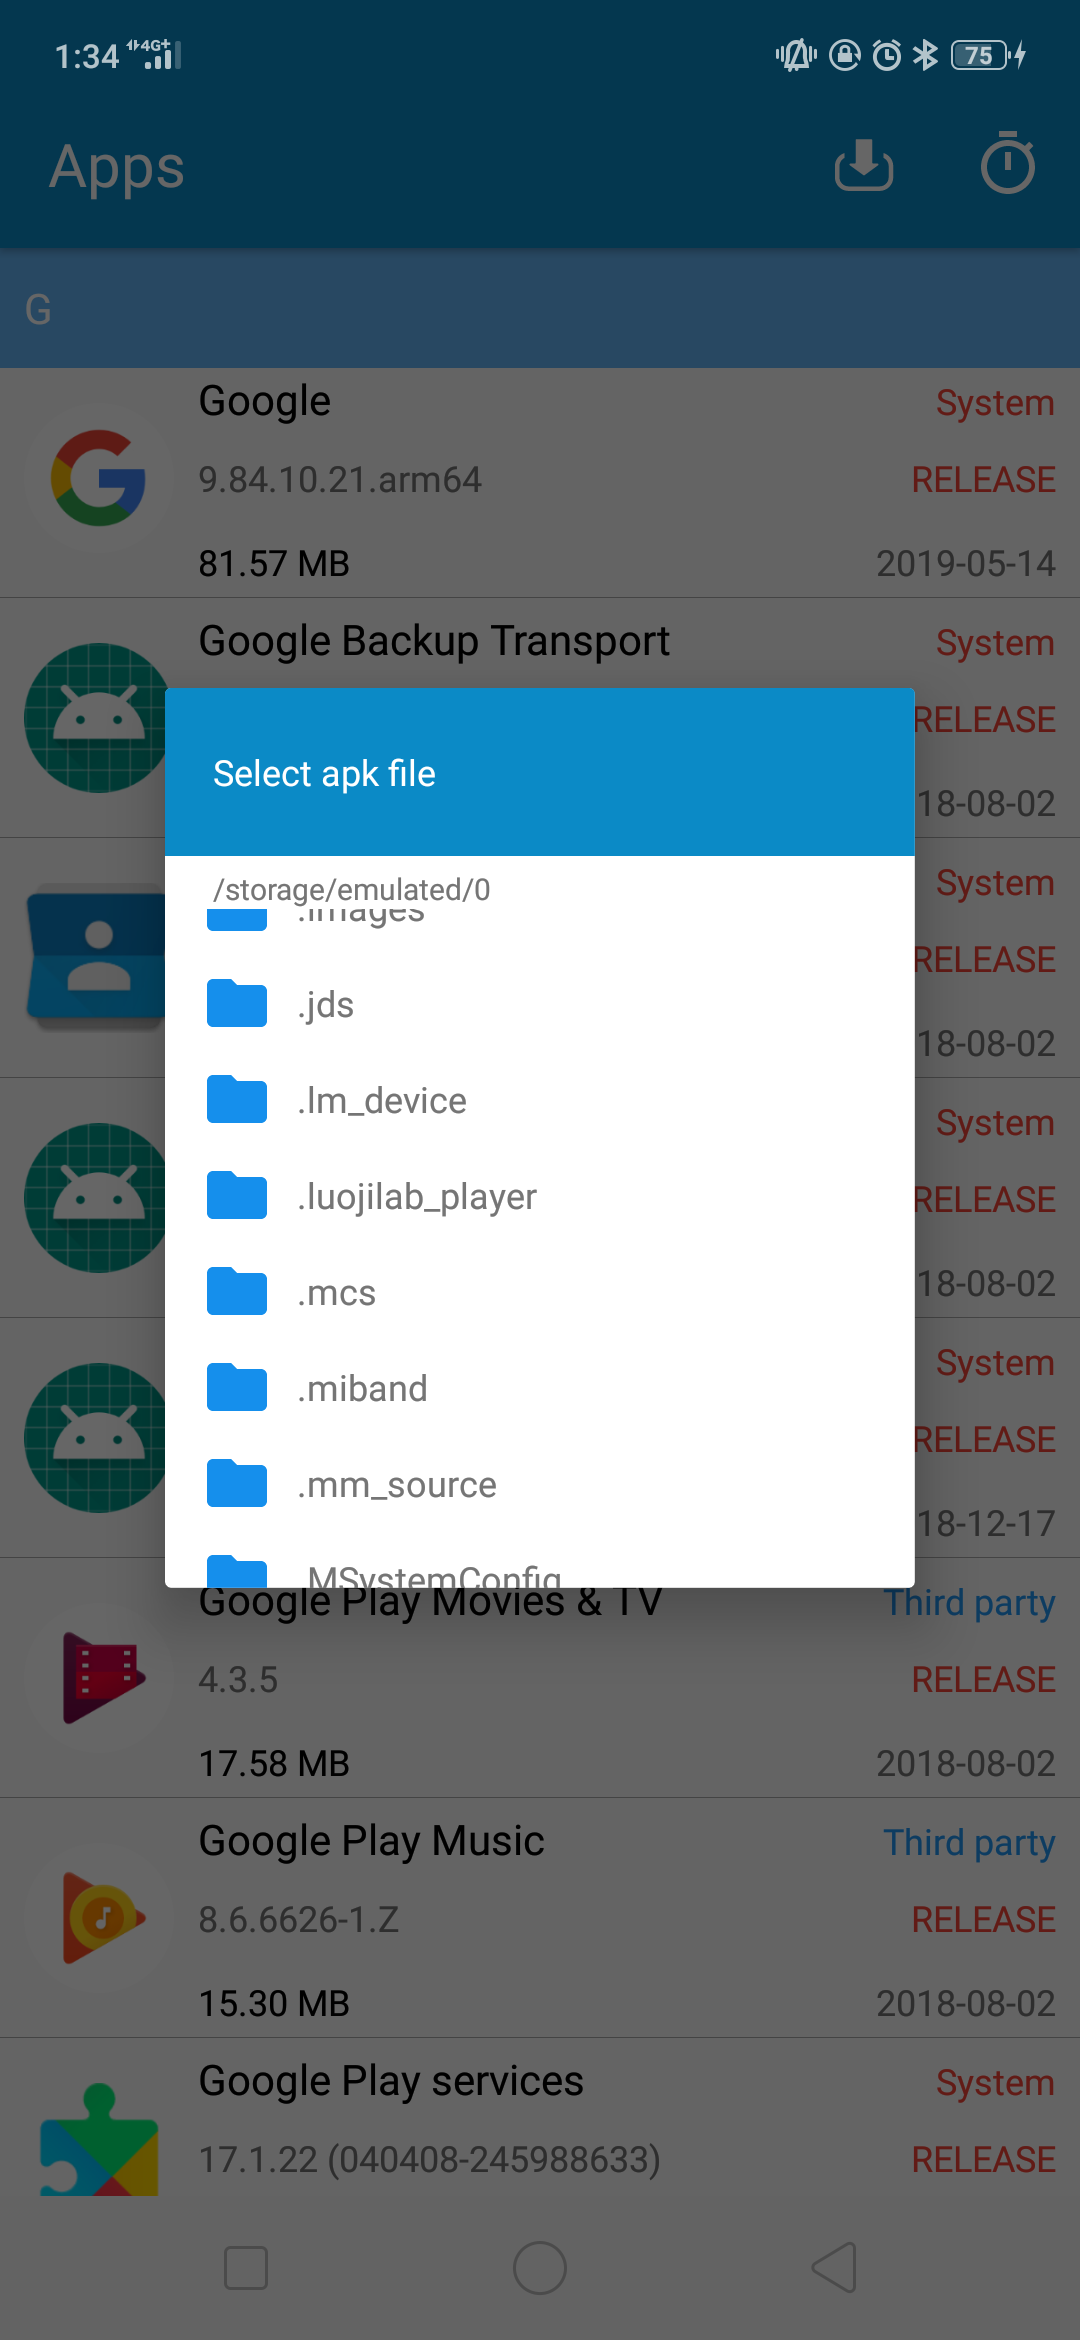 1:34 4G+ 75
Apps
G
Google System
9.84.10.21.arm64 RELEASE
81.57 MB 2019-05-14
Google Backup Transport System
RELEASE
18-08-02
Select apk file
/storage/emulated/0
.images
System
RELEASE
.jds
18-08-02
.lm_device
System
.luojilab_player
RELEASE
.mcs
18-08-02
.miband
System
.mm_source
RELEASE
18-12-17
.MSystemConfig
Google Play Movies & TV Third party
4.3.5 RELEASE
17.58 MB 2018-08-02
Google Play Music Third party
8.6.6626-1.Z RELEASE
15.30 MB 2018-08-02
Google Play services System
17.1.22 (040408-245988633) RELEASE